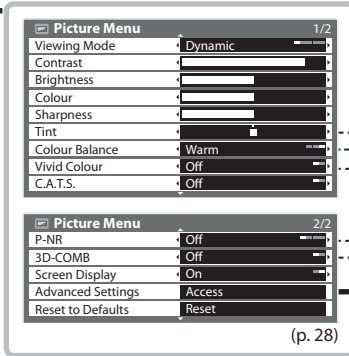 Picture Menu 1/2
Viewing Mode Dynamic
Contrast
Brightness
Colour
Sharpness
Tint
Colour Balance Warm
Vivid Colour Off
C.A.T.S. Off
Picture Menu 2/2
P-NR Off
3D-COMB Off
Screen Display On
Advanced Settings Access
Reset to Defaults Reset
(p. 28)